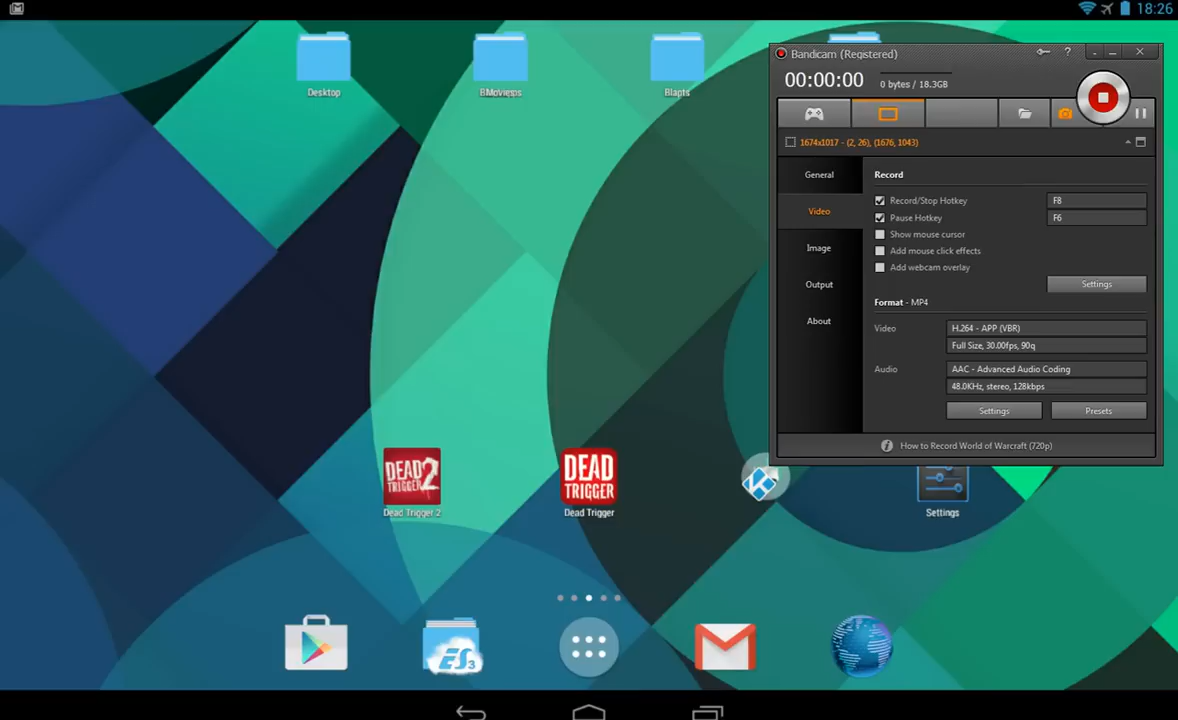 18:26
Desktop
Blapts
Bandicam (Registered)
?
00:00:00
0 bytes / 18.3GB
1674x1017 - (2, 26), (1676, 1043)
General
Video
Image
Output
About
Record
Record/Stop Hotkey
F8
Pause Hotkey
F6
Show mouse cursor
Add mouse click effects
Add webcam overlay
Settings
Format - MP4
Video
H.264 - APP (VBR)
Full Size, 30.00fps, 90q
Audio
AAC - Advanced Audio Coding
48.0KHz, stereo, 128kbps
Settings
Presets
How to Record World of Warcraft (720p)
DEAD
TRIGGER 2
Dead Trigger 2
DEAD
TRIGGER
Dead Trigger
Settings
ES3